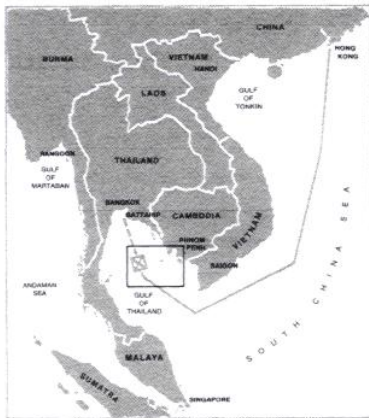 CHINA
BURMA
VIETNAM
HANOI
HONG
KONG
LAOS
GULF
OF
TONKIN
RANGOON
THAILAND
GULF
OF
MARTABAN
BANGKOK
SATTAHIP
CAMBODIA
VIETNAM
PHNOM
PENH
SAIGON
ANDAMAN
SEA
GULF
OF
THAILAND
SOUTH CHINA SEA
MALAYA
SUMATRA
SINGAPORE